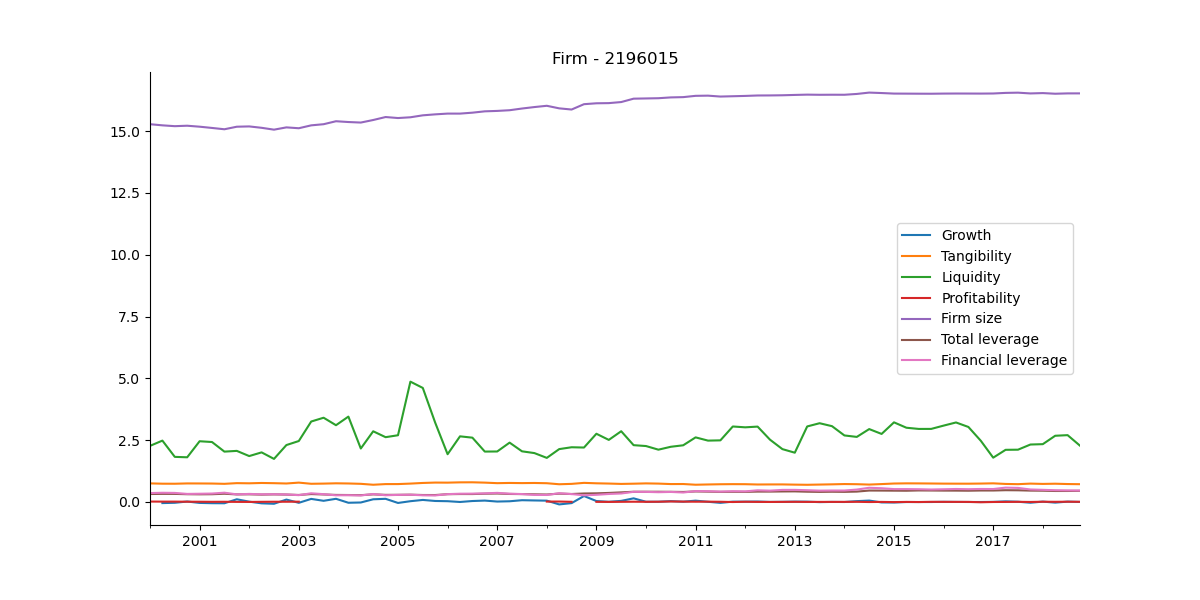 Firm - 2196015
15.0
12.5
10.0
7.5
5.0
2.5
0.0
Growth
Tangibility
Liquidity
Profitability
Firm size
Total leverage
Financial leverage
2001 2003 2005 2007 2009 2011 2013 2015 2017